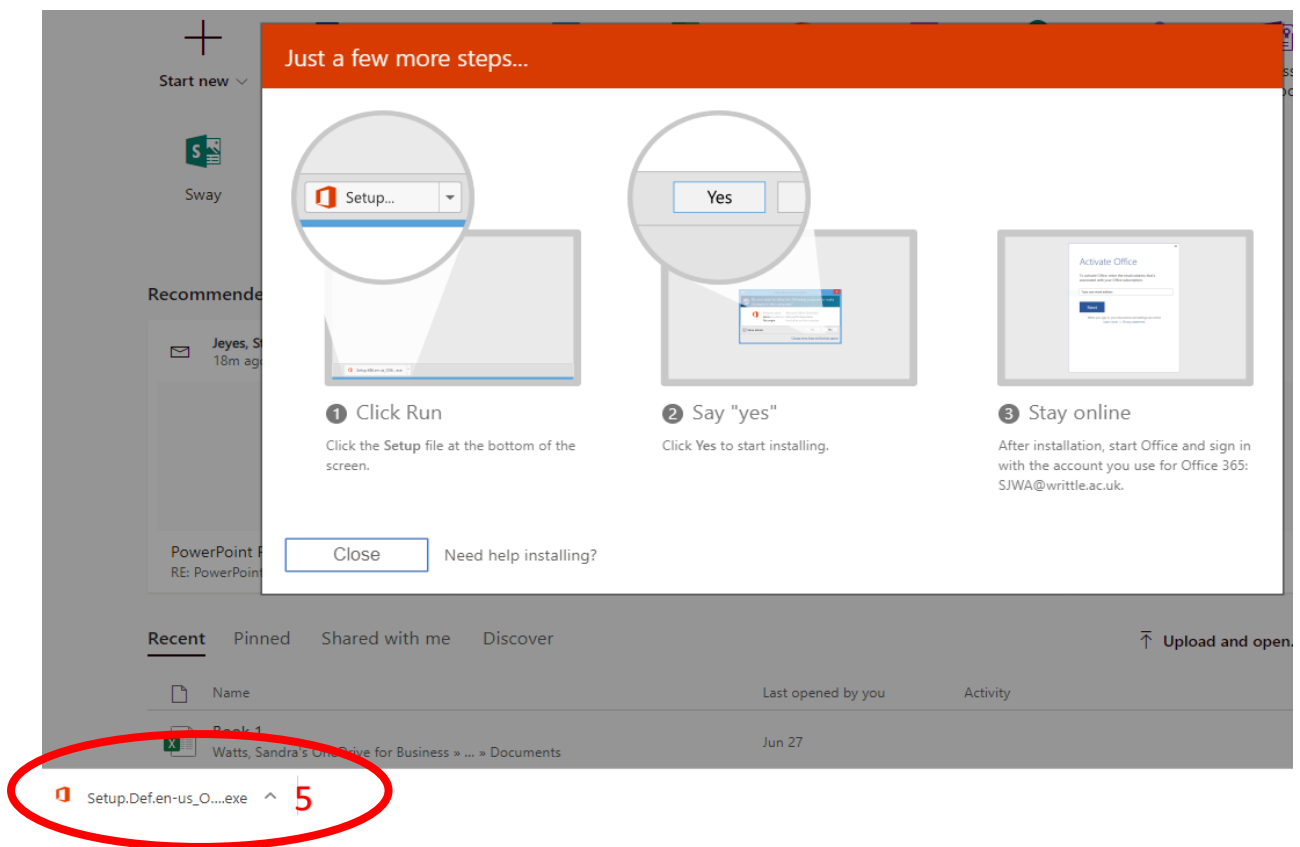 Start new
Sway
Recommende
Jeyes, S
18m ago
PowerPoint
RE: PowerPoint
Just a few more steps...
Setup...
Yes
Activate Office
1 Click Run
Click the Setup file at the bottom of the
screen.
2 Say "yes"
Click Yes to start installing.
3 Stay online
After installation, start Office and sign in
with the account you use for Office 365:
SJWA@writtle.ac.uk.
Close
Need help installing?
Recent Pinned Shared with me Discover
Upload and open.
Name Last opened by you Activity
Book 1
Watts, Sandra's OneDrive for Business » ... » Documents
Jun 27
Setup.Def.en-us_O....exe
5